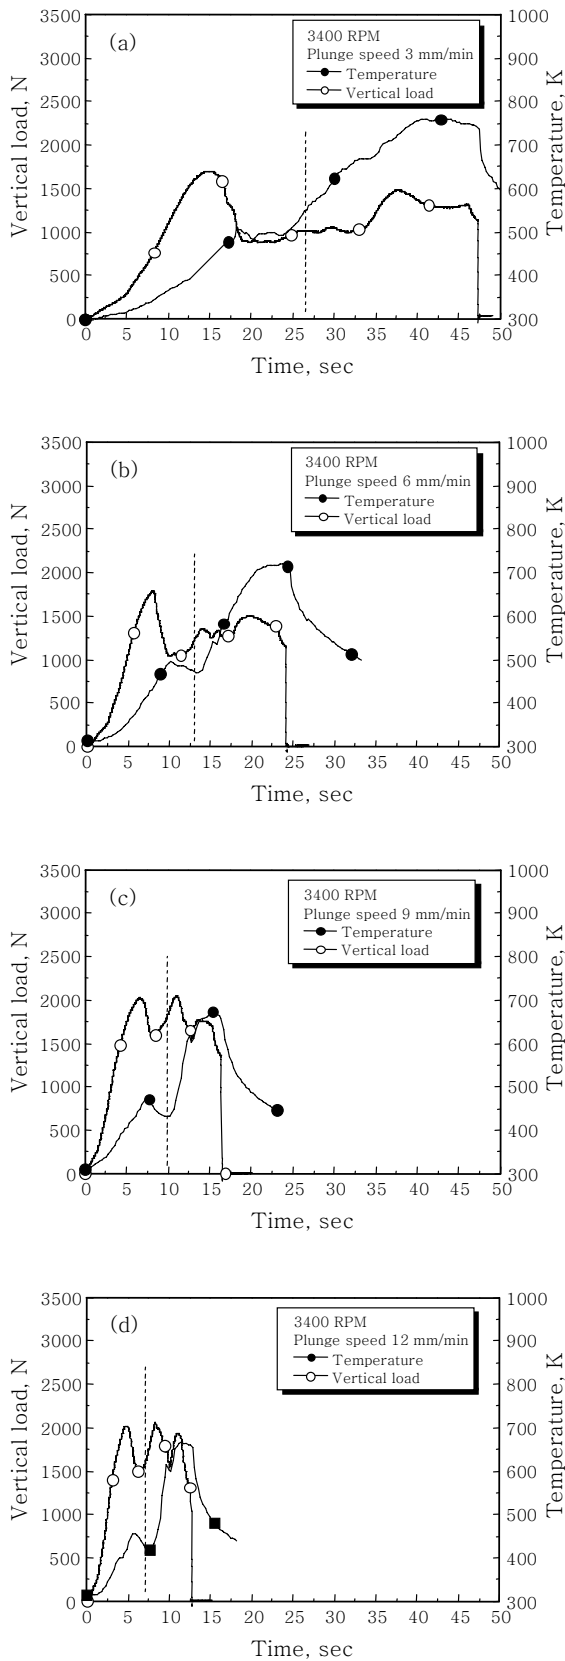 (a)
3400 RPM
Plunge speed 3 mm/min
Temperature
Vertical load
Vertical load, N
3500
3000
2500
2000
1500
1000
500
0
Temperature, K
1000
900
800
700
600
500
400
300
0 5 10 15 20 25 30 35 40 45 50
Time, sec
(b)
3400 RPM
Plunge speed 6 mm/min
Temperature
Vertical load
Vertical load, N
3500
3000
2500
2000
1500
1000
500
0
Temperature, K
1000
900
800
700
600
500
400
300
0 5 10 15 20 25 30 35 40 45 50
Time, sec
(c)
3400 RPM
Plunge speed 9 mm/min
Temperature
Vertical load
Vertical load, N
3500
3000
2500
2000
1500
1000
500
0
Temperature, K
1000
900
800
700
600
500
400
300
0 5 10 15 20 25 30 35 40 45 50
Time, sec
(d)
3400 RPM
Plunge speed 12 mm/min
Temperature
Vertical load
Vertical load, N
3500
3000
2500
2000
1500
1000
500
0
Temperature, K
1000
900
800
700
600
500
400
300
0 5 10 15 20 25 30 35 40 45 50
Time, sec